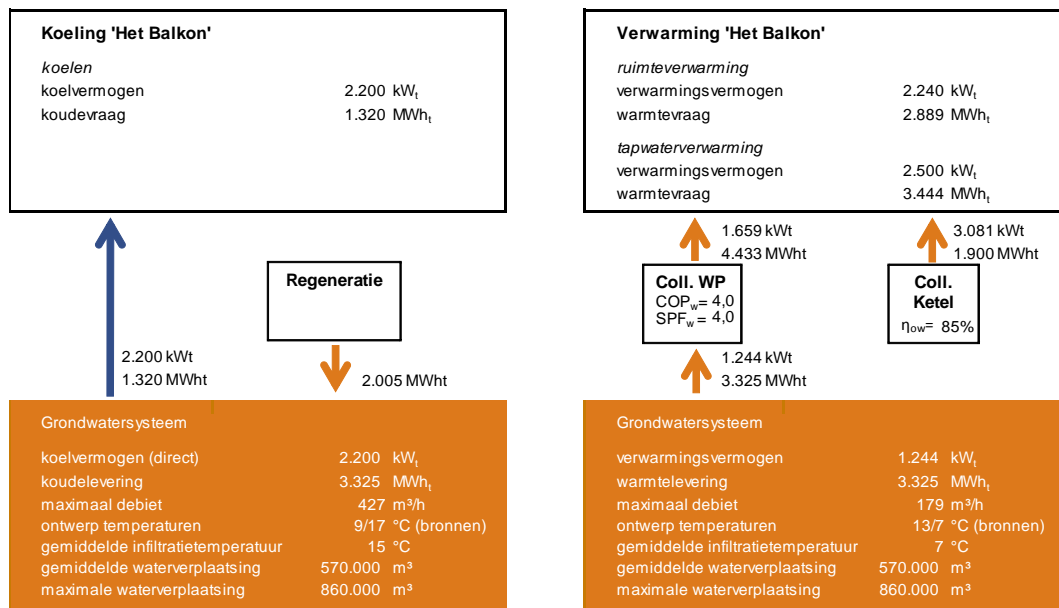 Koeling 'Het Balkon'
koelen
koelvermogen 2.200 kWt
koudevraag 1.320 MWht
Regeneratie
2.200 kWt
1.320 MWht
2.005 MWht
Grondwatersysteem
koelvermogen (direct) 2.200 kWt
koudelevering 3.325 MWht
maximaal debiet 427 m³/h
ontwerp temperaturen 9/17 °C (bronnen)
gemiddelde infiltratietemperatuur 15 °C
gemiddelde waterverplaatsing 570.000 m³
maximale waterverplaatsing 860.000 m³
Verwarming 'Het Balkon'
ruimteverwarming
verwarmingsvermogen 2.240 kWt
warmtevraag 2.889 MWht
tapwaterverwarming
verwarmingsvermogen 2.500 kWt
warmtevraag 3.444 MWht
1.659 kWt
4.433 MWht
3.081 kWt
1.900 MWht
Coll. WP
COPw= 4,0
SPFw= 4,0
Coll.
Ketel
ηow= 85%
1.244 kWt
3.325 MWht
Grondwatersysteem
verwarmingsvermogen 1.244 kWt
warmtelevering 3.325 MWht
maximaal debiet 179 m³/h
ontwerp temperaturen 13/7 °C (bronnen)
gemiddelde infiltratietemperatuur 7 °C
gemiddelde waterverplaatsing 570.000 m³
maximale waterverplaatsing 860.000 m³